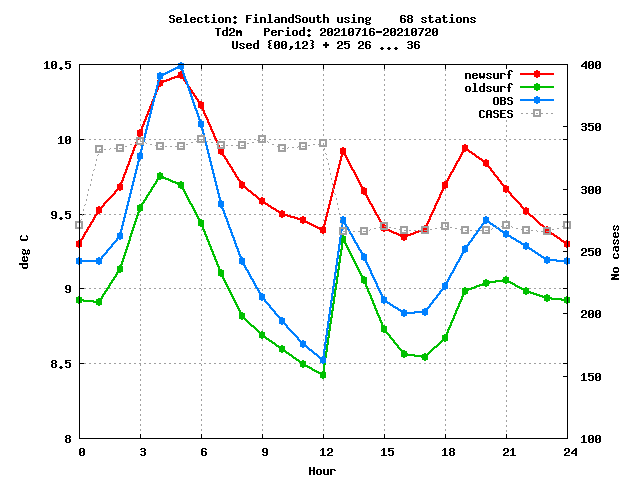 Selection: FinlandSouth using    68 stations
Td2m   Period: 20210716-20210720
Used {00,12} + 25 26 ... 36
10.5
10
9.5
9
8.5
8
deg C
400
350
300
250
200
150
100
No cases
newsurf
oldsurf
OBS
CASES
0 3 6 9 12 15 18 21 24
Hour